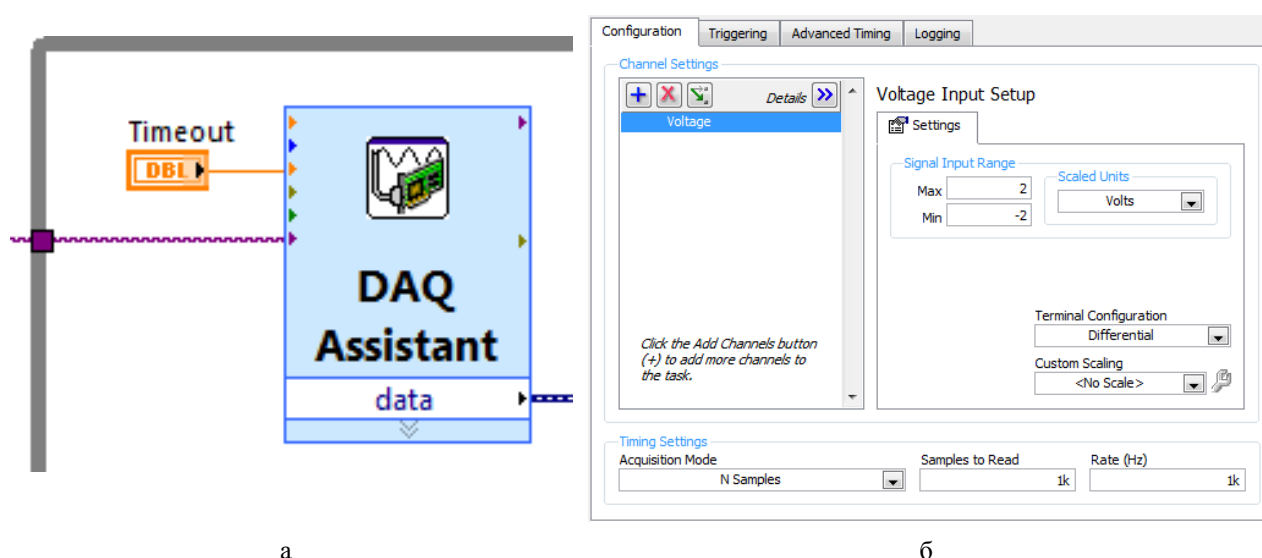 Timeout
DBL
DAQ
Assistant
data
а
Configuration
Triggering
Advanced Timing
Logging
Channel Settings
Details
Voltage
Click the Add Channels button
(+) to add more channels to
the task.
Voltage Input Setup
Settings
Signal Input Range
Max 2
Min -2
Scaled Units
Volts
Terminal Configuration
Differential
Custom Scaling
<No Scale>
Timing Settings
Acquisition Mode
N Samples
Samples to Read
1k
Rate (Hz)
1k
б